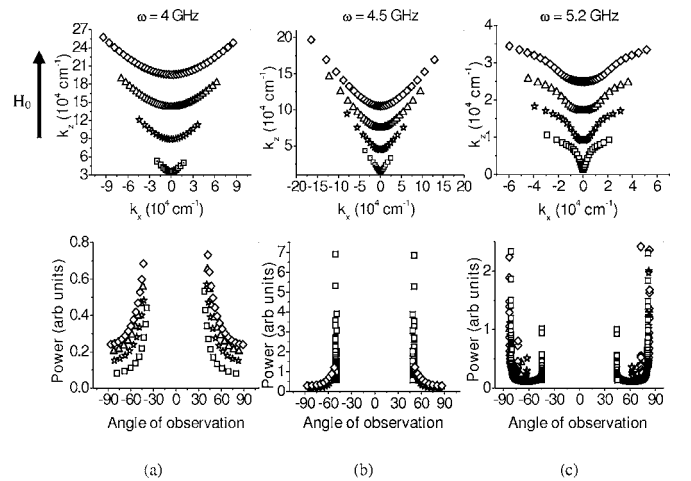 ω = 4 GHz
ω = 4.5 GHz
ω = 5.2 GHz
H₀
k_z (10⁴ cm⁻¹)
27
24
21
18
15
12
9
6
3
-9 -6 -3 0 3 6 9
k_x (10⁴ cm⁻¹)
k_z (10⁴ cm⁻¹)
20
15
10
5
-20 -15 -10 -5 0 5 10 15 20
k_x (10⁴ cm⁻¹)
k_z (10⁴ cm⁻¹)
4
3
2
1
0
-6 -4 -2 0 2 4 6
k_x (10⁴ cm⁻¹)
Power (arb units)
0.8
0.6
0.4
0.2
0.0
-90 -60 -30 0 30 60 90
Angle of observation
Power (arb units)
7
6
5
4
3
2
1
0
-90 -60 -30 0 30 60 90
Angle of observation
Power (arb units)
2
1
0
-90 -60 -30 0 30 60 90
Angle of observation
(a)
(b)
(c)